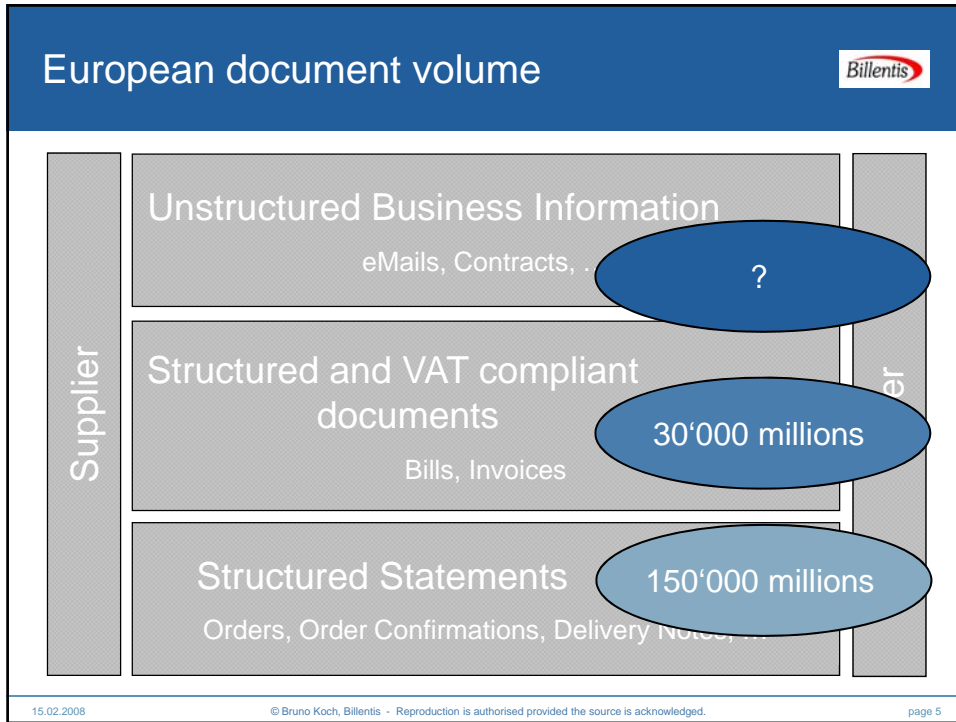 European document volume
Billentis
Supplier
Unstructured Business Information
eMails, Contracts, .
?
Structured and VAT compliant
documents
Bills, Invoices
30‘000 millions
Structured Statements
150‘000 millions
Orders, Order Confirmations, Delivery Notes, ...
er
15.02.2008
© Bruno Koch, Billentis - Reproduction is authorised provided the source is acknowledged.
page 5